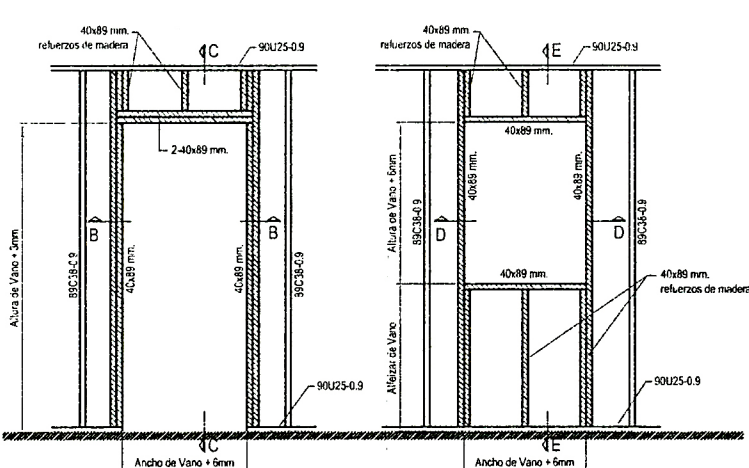 40x89 mm.
refuerzos de madera
C
90U25-0.9
2-40x89 mm.
Altura de Vano + 3mm
B
B
89C38-0.9
40x89 mm.
40x89 mm.
89C38-0.9
90U25-0.9
C
Ancho de Vano + 6mm
40x89 mm.
refuerzos de madera
E
90U25-0.9
40x89 mm.
Altura de Vano + 6mm
40x89 mm.
40x89 mm.
89C38-0.9
89C38-0.9
D
D
40x89 mm.
40x89 mm.
refuerzos de madera
Alfeizar de Vano
90U25-0.9
E
Ancho de Vano + 6mm